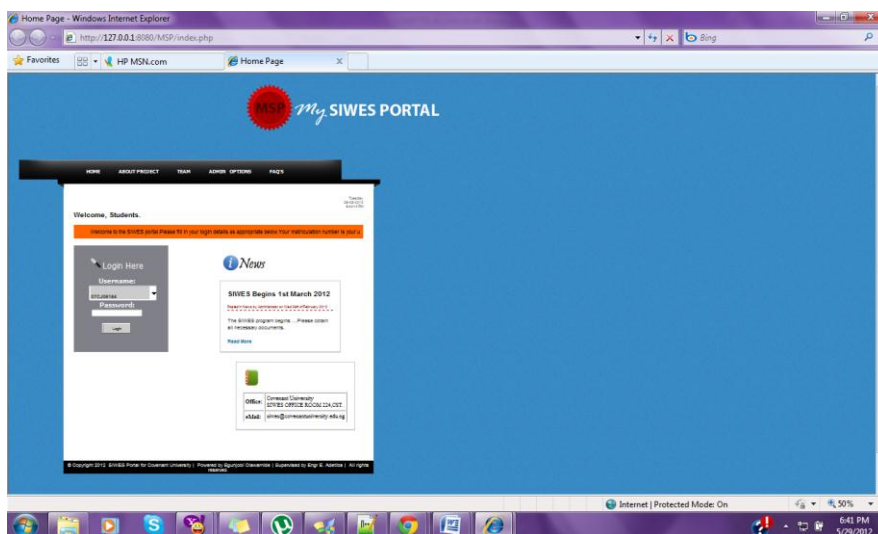 Home Page - Windows Internet Explorer
http://127.0.0.1:8080/MSP/index.php
Bing
Favorites
HP MSN.com
Home Page
MSP My SIWES PORTAL
HOME ABOUT PROJECT TEAM ADMIN OPTIONS FAQ'S
Tuesday
Welcome, Students.
Welcome to the SIWES portal.Please fill in your login details as appropriate below.Your matriculation number is your u
Login Here
Username:
Password:
Login
News
SIWES Begins 1st March 2012
The SIWES program begins ....Please obtain
all necessary documents.
Read More
Office: Covenant University
SIWES OFFICE ROOM 224,CST.
eMail: siwes@covenantuniversity.edu.ng
© Copyright 2012 SIWES Portal for Covenant University | Powered by Egunjobi | Supervised by Engr | All rights
reserved.
Internet | Protected Mode: On
50%
6:41 PM
5/29/2012